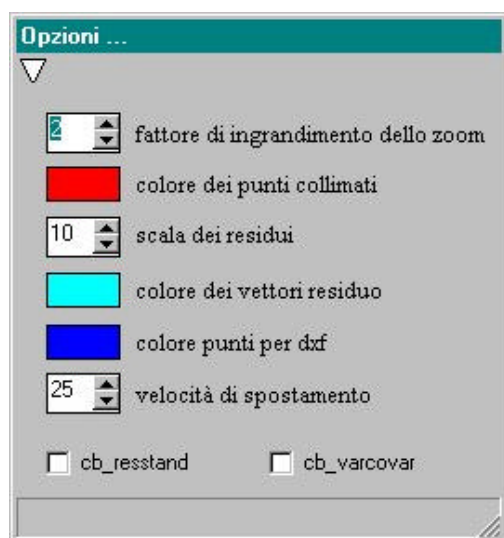 Opzioni ...
2 fattore di ingrandimento dello zoom
colore dei punti collimati
10 scala dei residui
colore dei vettori residuo
colore punti per dxf
25 velocità di spostamento
cb_resstand cb_varcovar